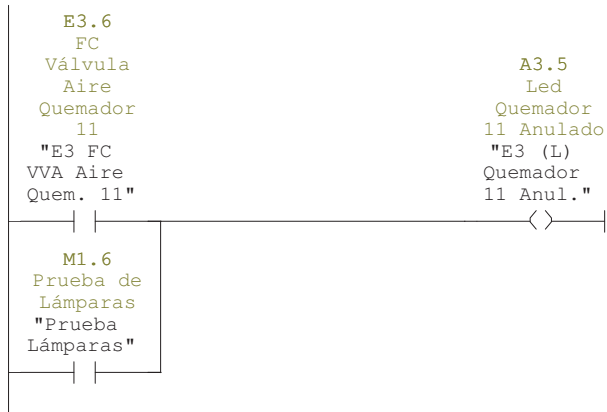 E3.6
FC
Válvula
Aire
Quemador
11
"E3 FC
VVA Aire
Quem. 11"
A3.5
Led
Quemador
11 Anulado
"E3 (L)
Quemador
11 Anul."
M1.6
Prueba de
Lámparas
"Prueba
Lámparas"